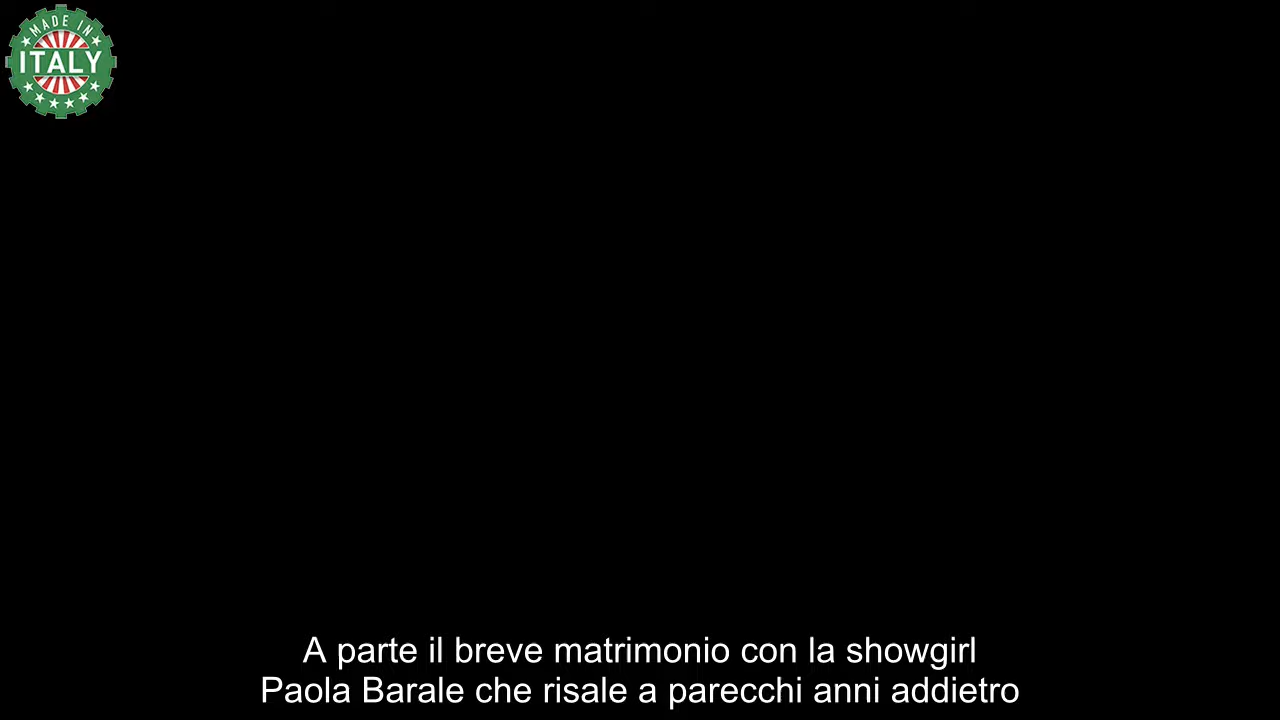 MADE IN
ITALY
A parte il breve matrimonio con la showgirl
Paola Barale che risale a parecchi anni addietro